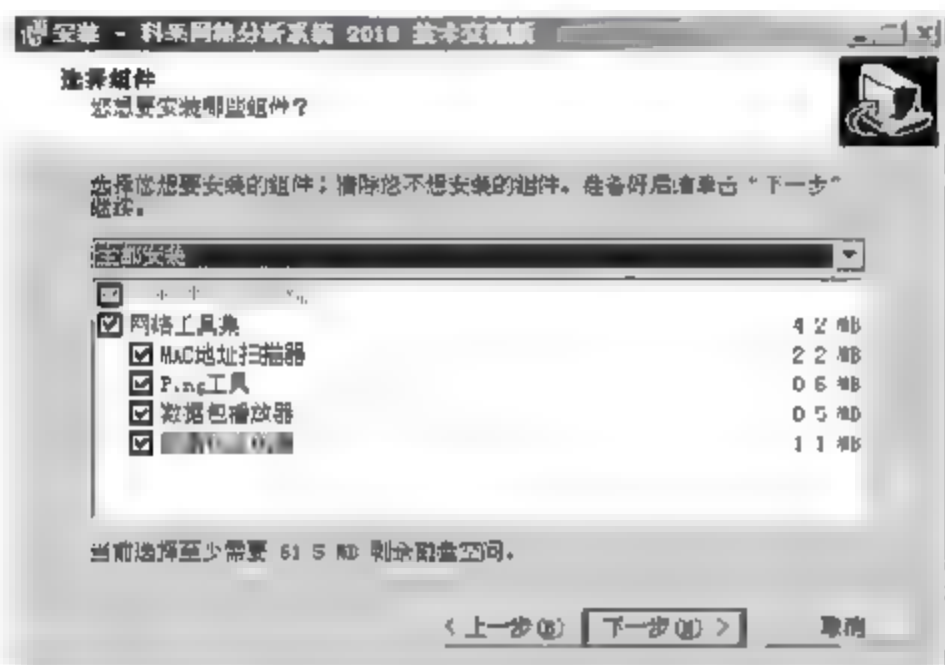 安装 - 科来网络分析系统 2010 技术交流版
选择组件
您想要安装哪些组件？
选择您想要安装的组件；清除您不想安装的组件。准备好后请单击“下一步”
继续。
全部安装
网络工具集 4.2 MB
MAC地址扫描器 2.2 MB
Ping工具 0.6 MB
数据包播放器 0.5 MB
1.1 MB
当前选择至少需要 61.5 MB 剩余磁盘空间。
< 上一步(B) 下一步(N) > 取消